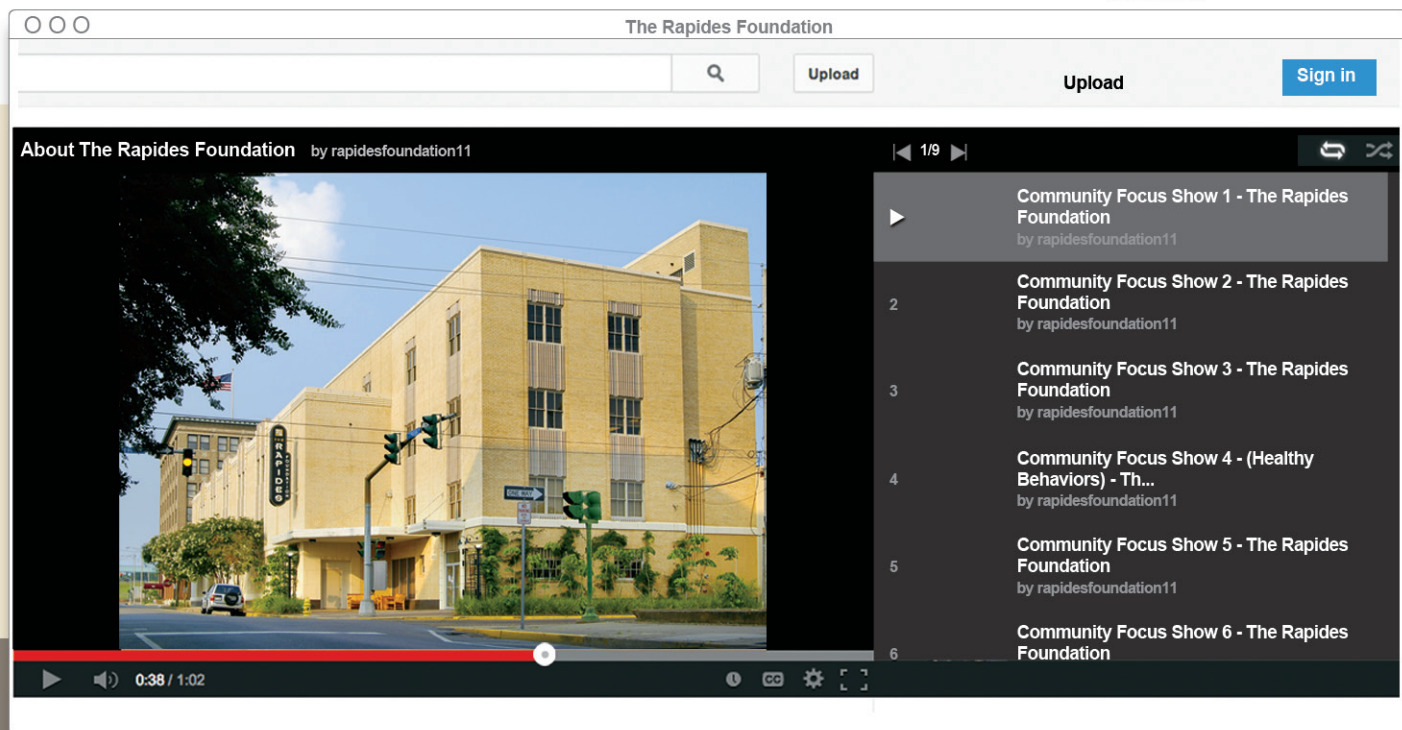 The Rapides Foundation
Upload
Upload
Sign in
About The Rapides Foundation by rapidesfoundation11
1/9
Community Focus Show 1 - The Rapides
Foundation
by rapidesfoundation11
2
Community Focus Show 2 - The Rapides
Foundation
by rapidesfoundation11
3
Community Focus Show 3 - The Rapides
Foundation
by rapidesfoundation11
4
Community Focus Show 4 - (Healthy
Behaviors) - Th...
by rapidesfoundation11
5
Community Focus Show 5 - The Rapides
Foundation
by rapidesfoundation11
6
Community Focus Show 6 - The Rapides
Foundation
THE
RAPIDES
FOUNDATION
ONE WAY
0:38 / 1:02
CC